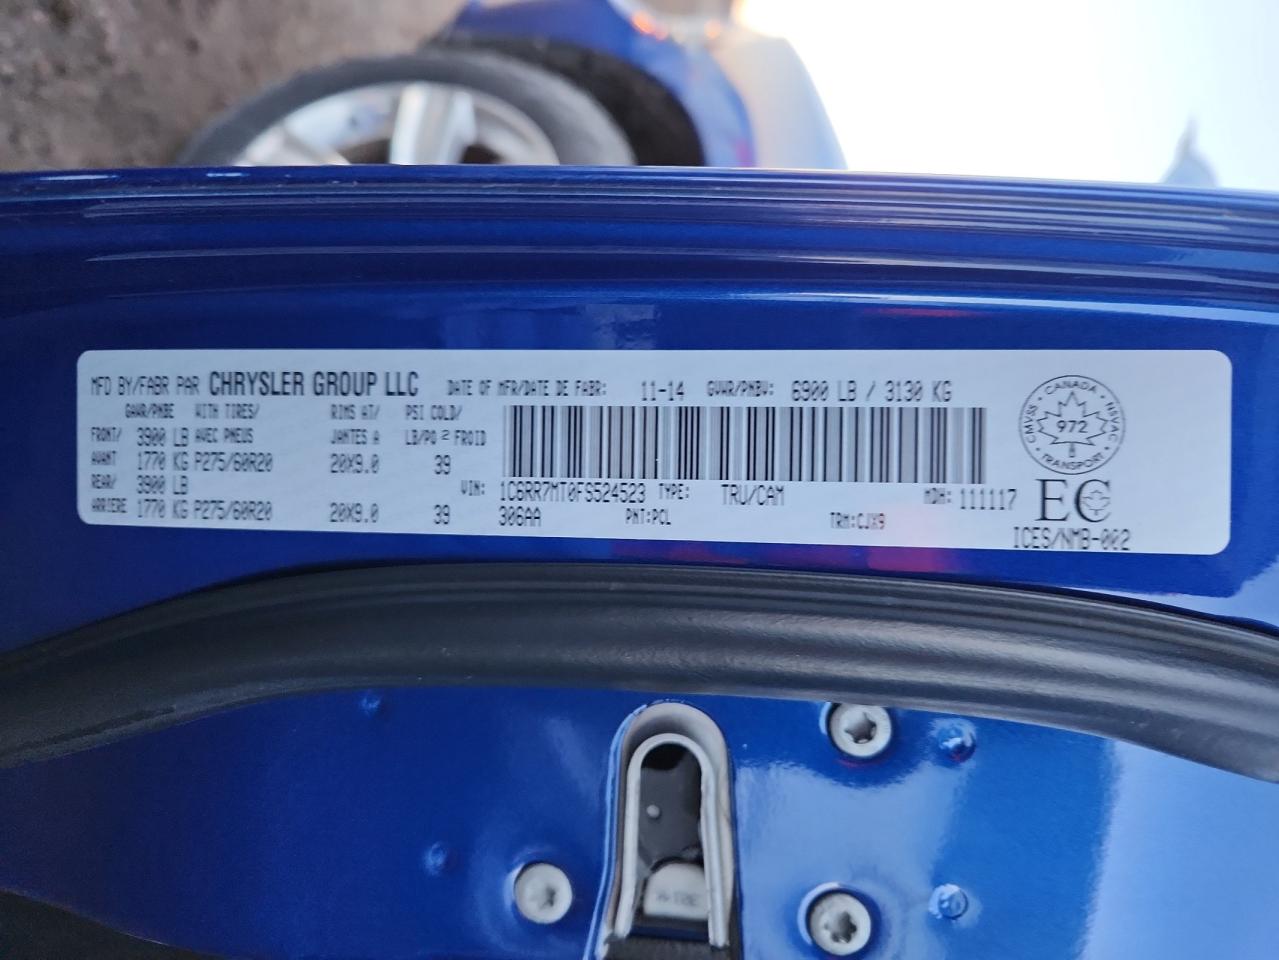 MFD BY/FABR PAR CHRYSLER GROUP LLC DATE OF MFR/DATE DE FABR: 11-14 GVWR/PNBV: 6900 LB / 3130 KG
GAWR/PNBE WITH TIRES/ RIMS AT/ PSI COLD/
FRONT/ 3900 LB AVEC PNEUS JANTES A LB/PO2 FROID
AVANT 1770 KG P275/60R20 20X9.0 39
REAR/ 3900 LB VIN: 1C6RR7MT0FS524523 TYPE: TRU/CAM MDH: 111117
ARRIERE 1770 KG P275/60R20 20X9.0 39 306AA PNT:PCL TRM:CJX9
CANADA
CMVSS 972 NSVAC
TRANSPORT
EC
ICES/NMB-002